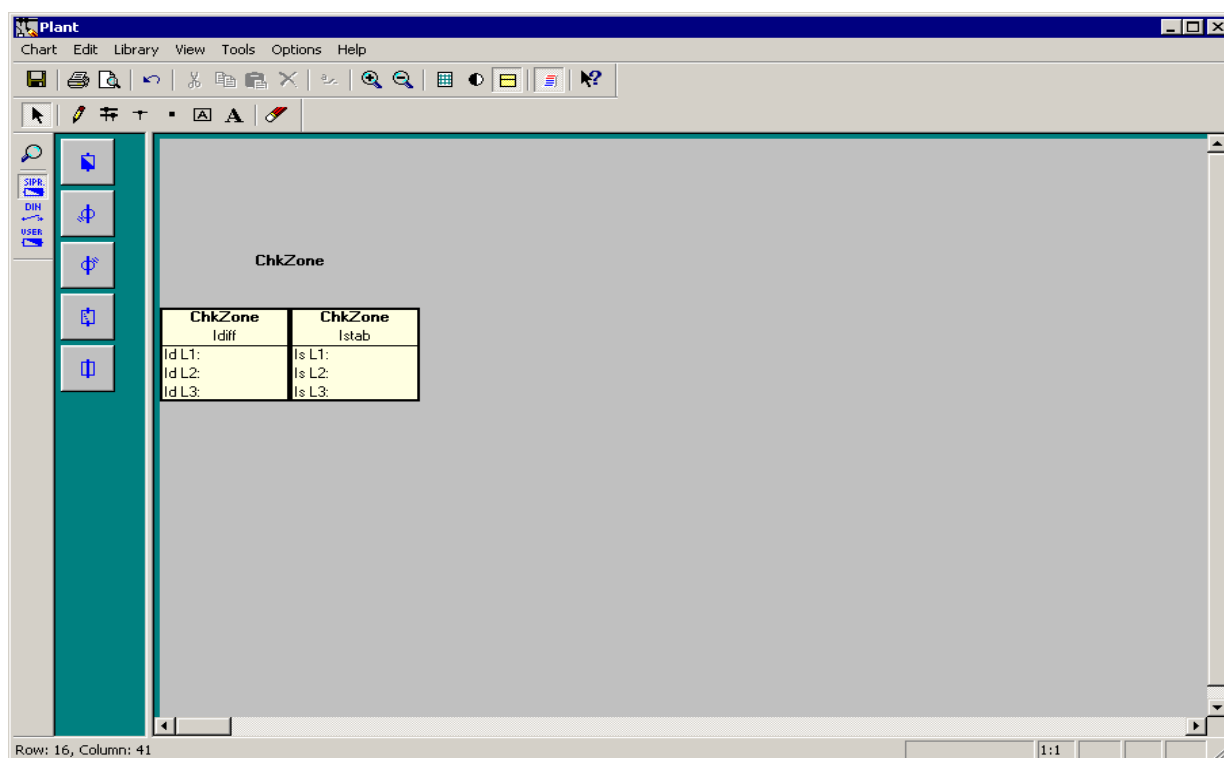 Plant
Chart Edit Library View Tools Options Help
A A
SIPR.
DIN
USER
ChkZone
ChkZone ChkZone
Idiff Istab
Id L1: Is L1:
Id L2: Is L2:
Id L3: Is L3:
Row: 16, Column: 41 1:1